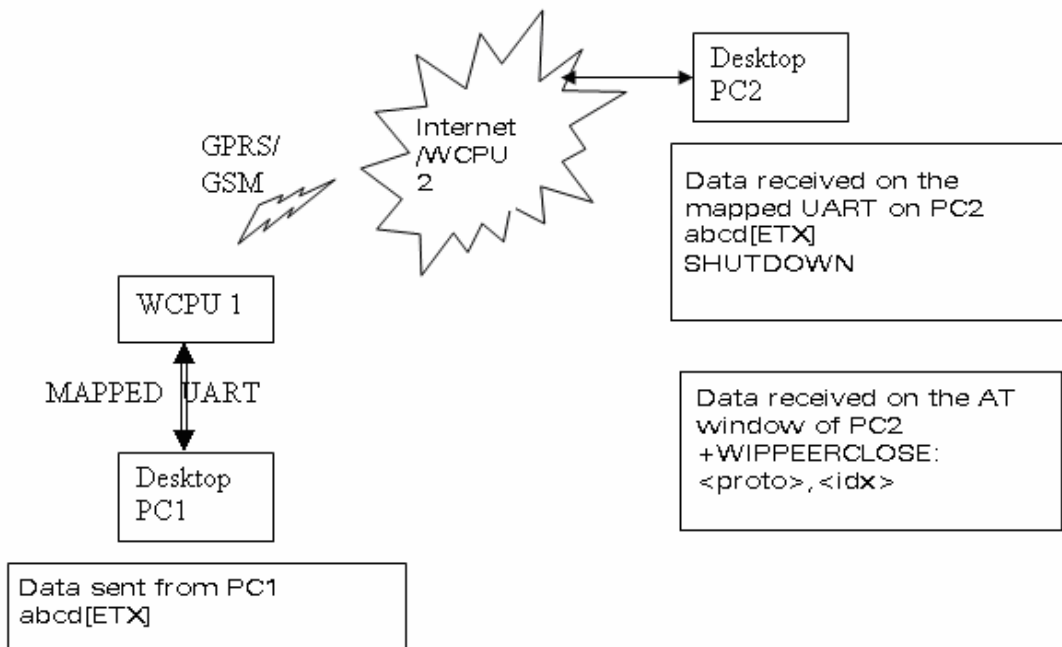 Desktop
PC2
Internet
/WCPU
2
GPRS/
GSM
Data received on the
mapped UART on PC2
abcd[ETX]
SHUTDOWN
WCPU 1
MAPPED UART
Data received on the AT
window of PC2
+WIPPEERCLOSE:
<proto>,<idx>
Desktop
PC1
Data sent from PC1
abcd[ETX]